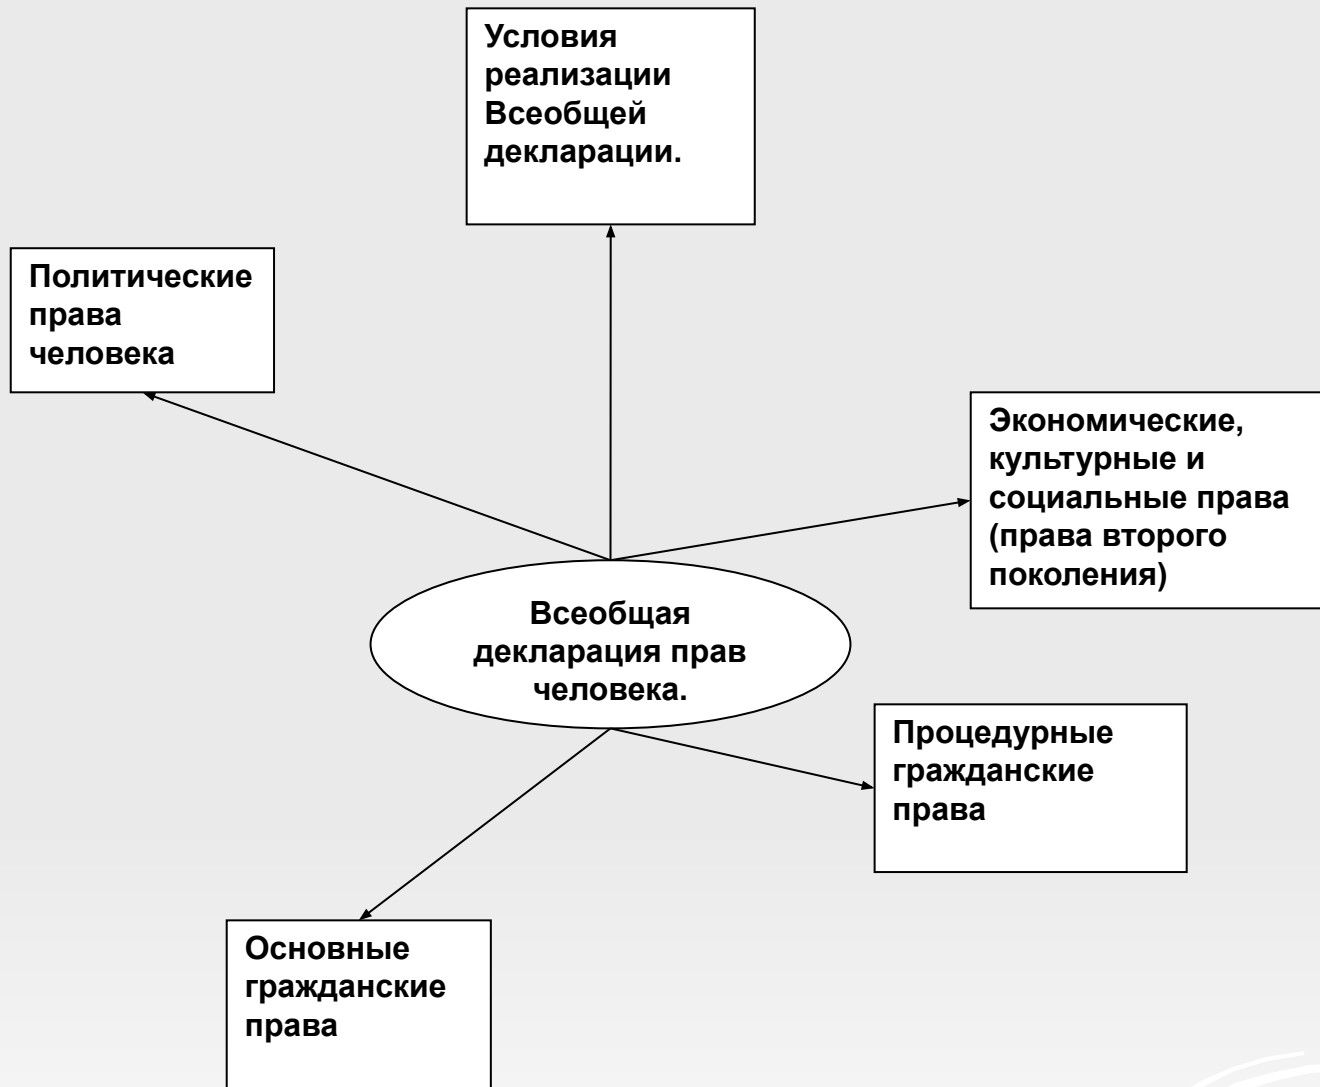 Условия
реализации
Всеобщей
декларации.
Политические
права
человека
Экономические,
культурные и
социальные права
(права второго
поколения)
Всеобщая
декларация прав
человека.
Процедурные
гражданские
права
Основные
гражданские
права